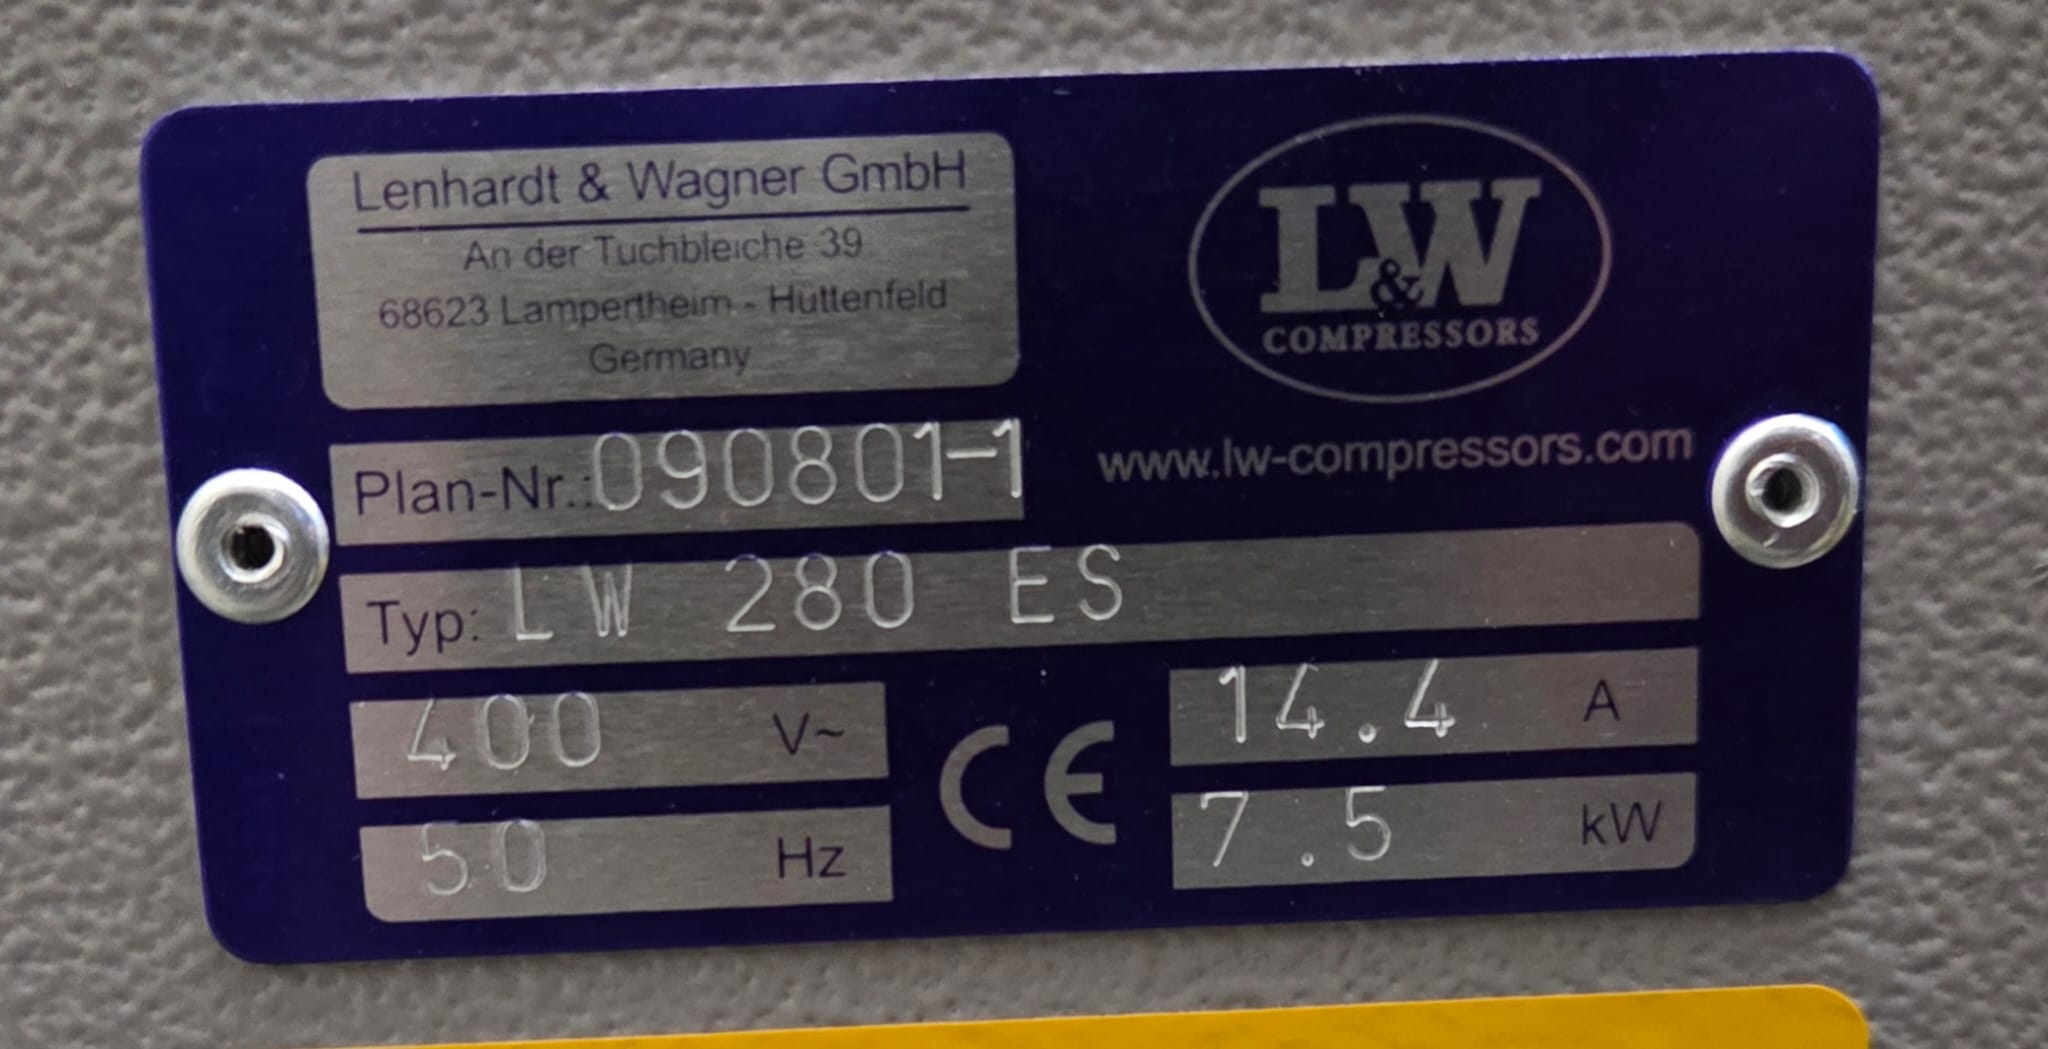 Lenhardt & Wagner GmbH
An der Tuchbleiche 39
68623 Lampertheim - Hüttenfeld
Germany
L&W
COMPRESSORS
www.lw-compressors.com
Plan-Nr.: 090801-1
Typ: LW 280 ES
400 V~
50 Hz
CE
14.4 A
7.5 kW